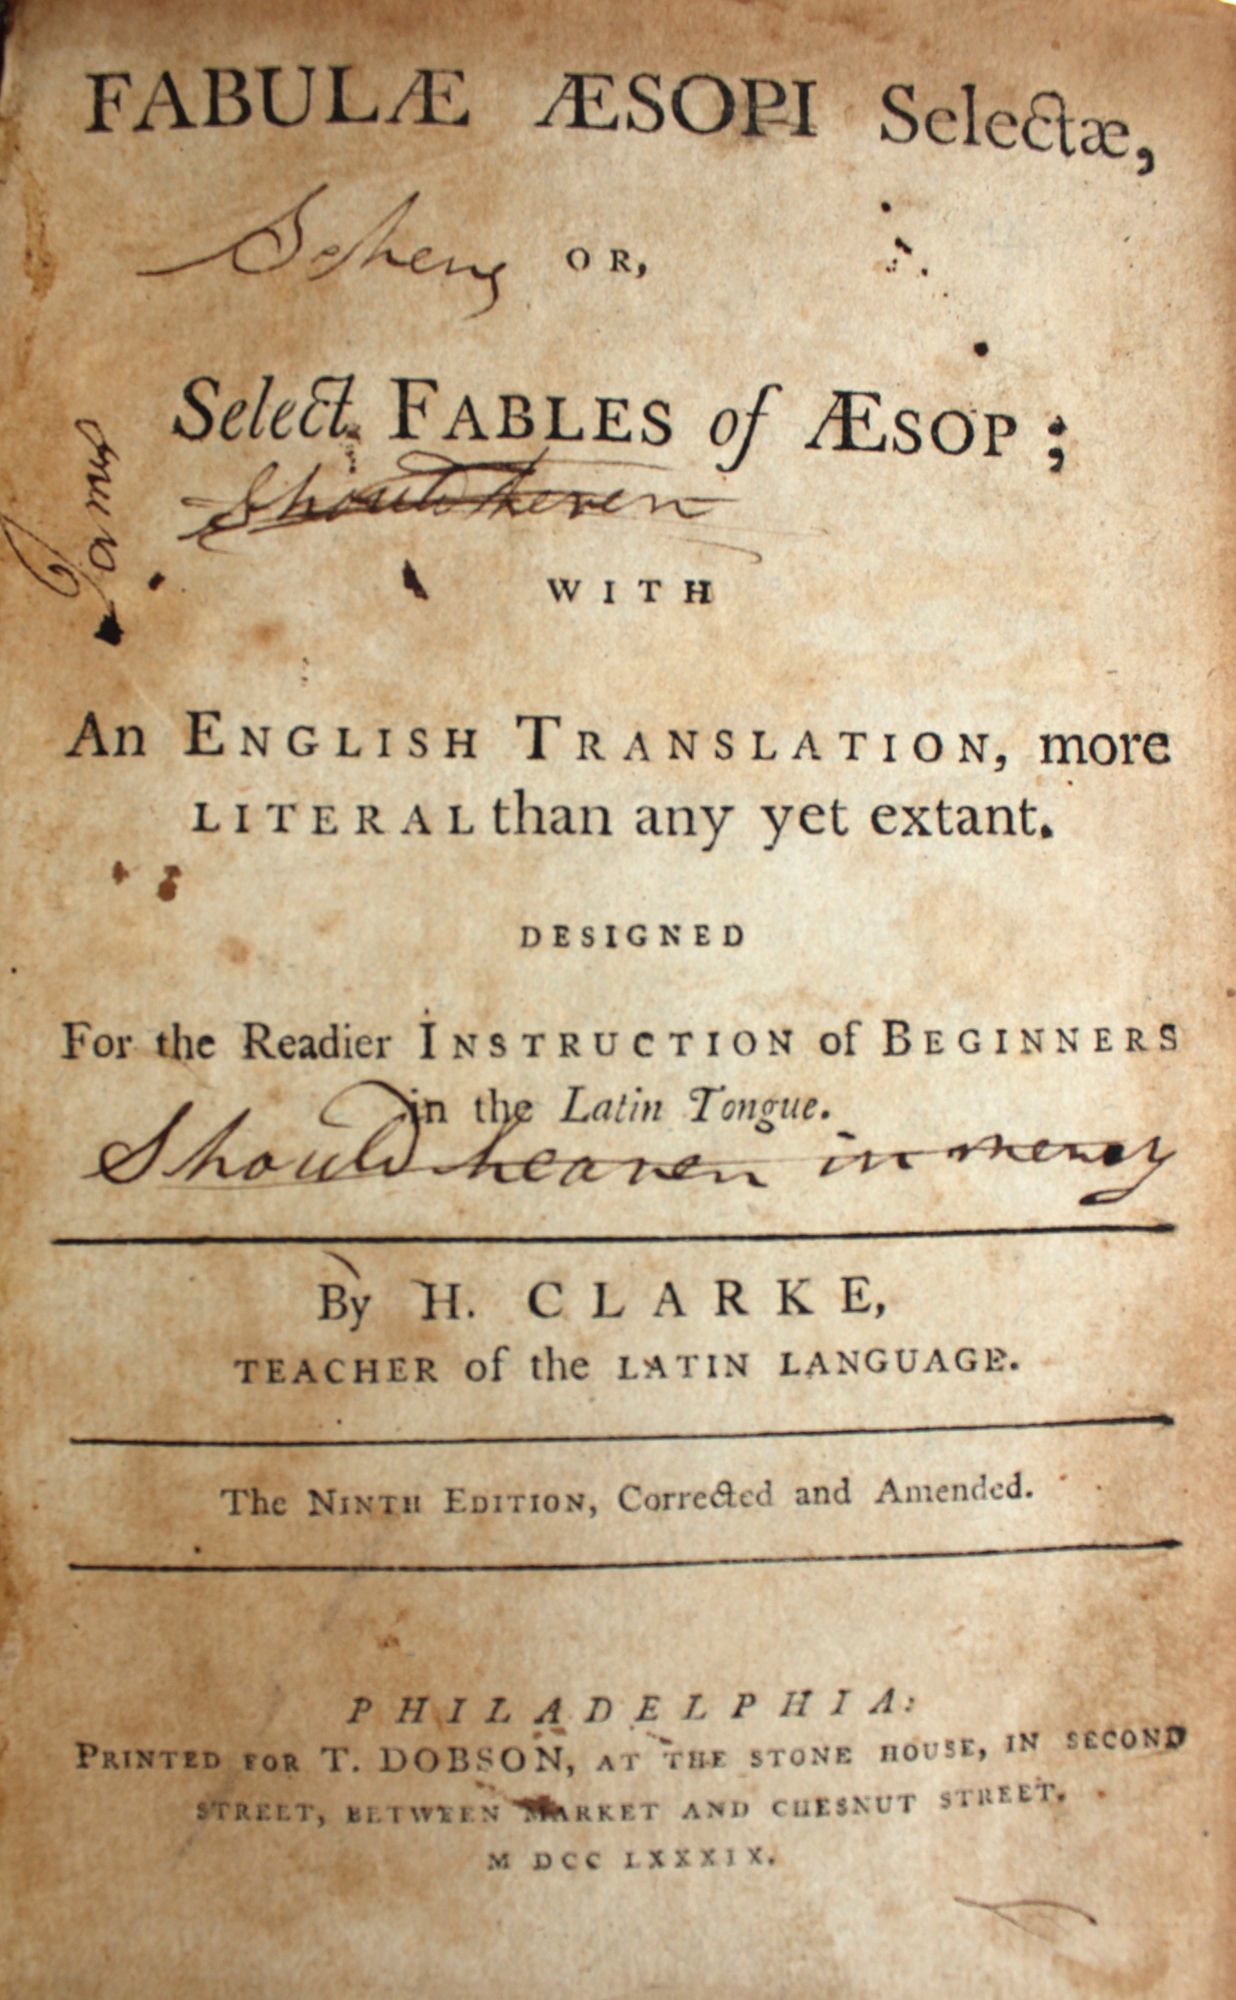 FABULÆ ÆSOPI Selectæ,
OR,
Select FABLES of ÆSOP;
Should
WITH
An ENGLISH TRANSLATION, more
LITERAL than any yet extant.
DESIGNED
For the Readier INSTRUCTION of BEGINNERS
in the Latin Tongue.
Should heaven in mercy
By H. CLARKE,
TEACHER of the LATIN LANGUAGE.
The NINTH EDITION, Corrected and Amended.
PHILADELPHIA:
PRINTED FOR T. DOBSON, AT THE STONE HOUSE, IN SECOND
STREET, BETWEEN MARKET AND CHESNUT STREET.
M DCC LXXXIX.